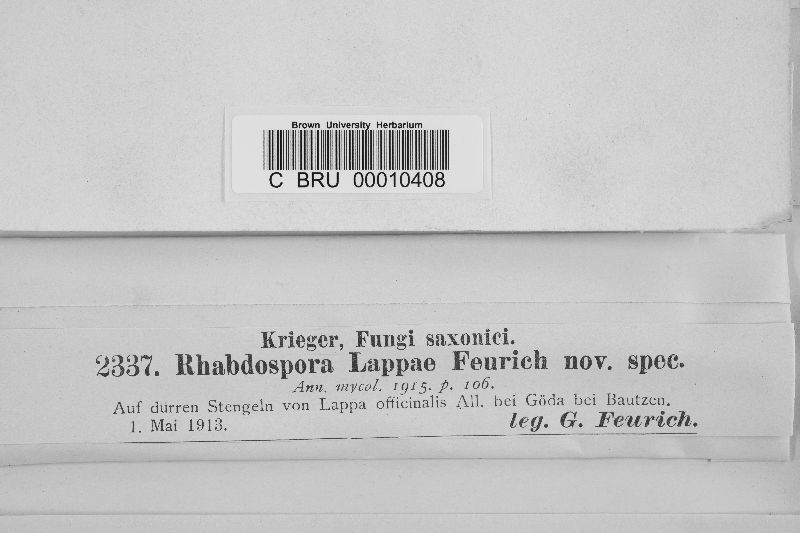 Brown University Herbarium
C BRU 00010408
Krieger, Fungi saxonici.
2337. Rhabdospora Lappae Feurich nov. spec.
Ann. mycol. 1915. p. 106.
Auf dürren Stengeln von Lappa officinalis All. bei Göda bei Bautzen.
1. Mai 1913. leg. G. Feurich.